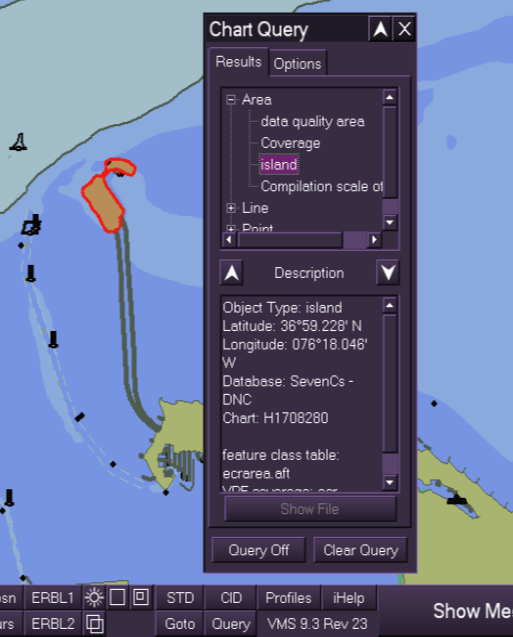 Chart Query
Results Options
Area
data quality area
Coverage
island
Compilation scale of
Line
Point
Description
Object Type: island
Latitude: 36°59.228' N
Longitude: 076°18.046'
W
Database: SevenCs -
DNC
Chart: H1708280
feature class table:
ecrarea.aft
VPF coverage: ecr
Show File
Query Off Clear Query
ERBL1 STD CID Profiles iHelp
ERBL2 Goto Query VMS 9.3 Rev 23
Show Me